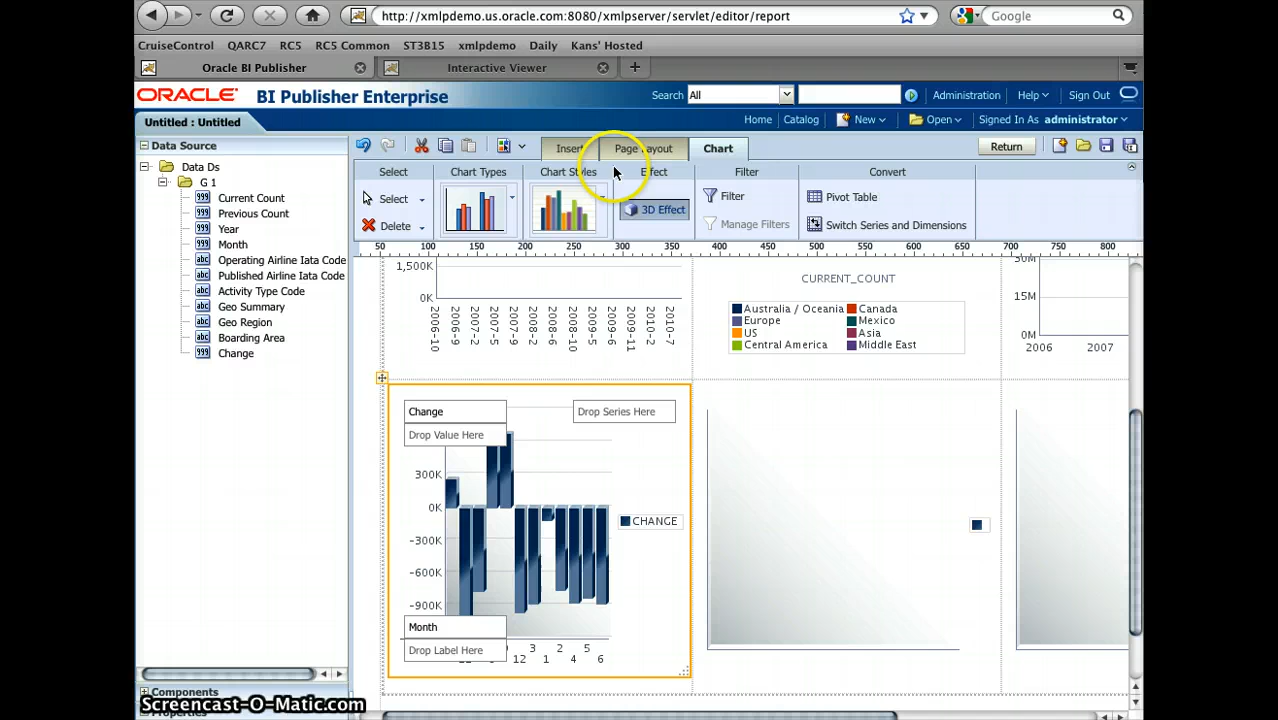 http://xmlpdemo.us.oracle.com:8080/xmlpserver/servlet/editor/report
Google
CruiseControl QARC7 RC5 RC5 Common ST3B15 xmlpdemo Daily Kans' Hosted
Oracle BI Publisher
Interactive Viewer
ORACLE BI Publisher Enterprise
Search All
Administration Help Sign Out
Untitled : Untitled
Home Catalog New Open Signed In As administrator
Data Source
Insert Page Layout Chart
Return
Select Chart Types Chart Styles Effect Filter Convert
Select
Delete
3D Effect
Filter
Manage Filters
Pivot Table
Switch Series and Dimensions
50 100 150 200 250 300 350 400 450 500 550 600 650 700 750 800
Data Ds
G 1
Current Count
Previous Count
Year
Month
Operating Airline Iata Code
Published Airline Iata Code
Activity Type Code
Geo Summary
Geo Region
Boarding Area
Change
1,500K
0K
2006-10 2006-9 2007-5 2007-9 2008-2 2008-6 2008-10 2009-5 2009-6 2009-11 2010-2 2010-7
CURRENT_COUNT
Australia / Oceania Canada
Europe Mexico
US Asia
Central America Middle East
30M
15M
0M
2006 2007
Change
Drop Value Here
Drop Series Here
300K
0K
-300K
-600K
-900K
CHANGE
Month
Drop Label Here
3 2 5
12 1 4 6
Components
Screencast-O-Matic.com